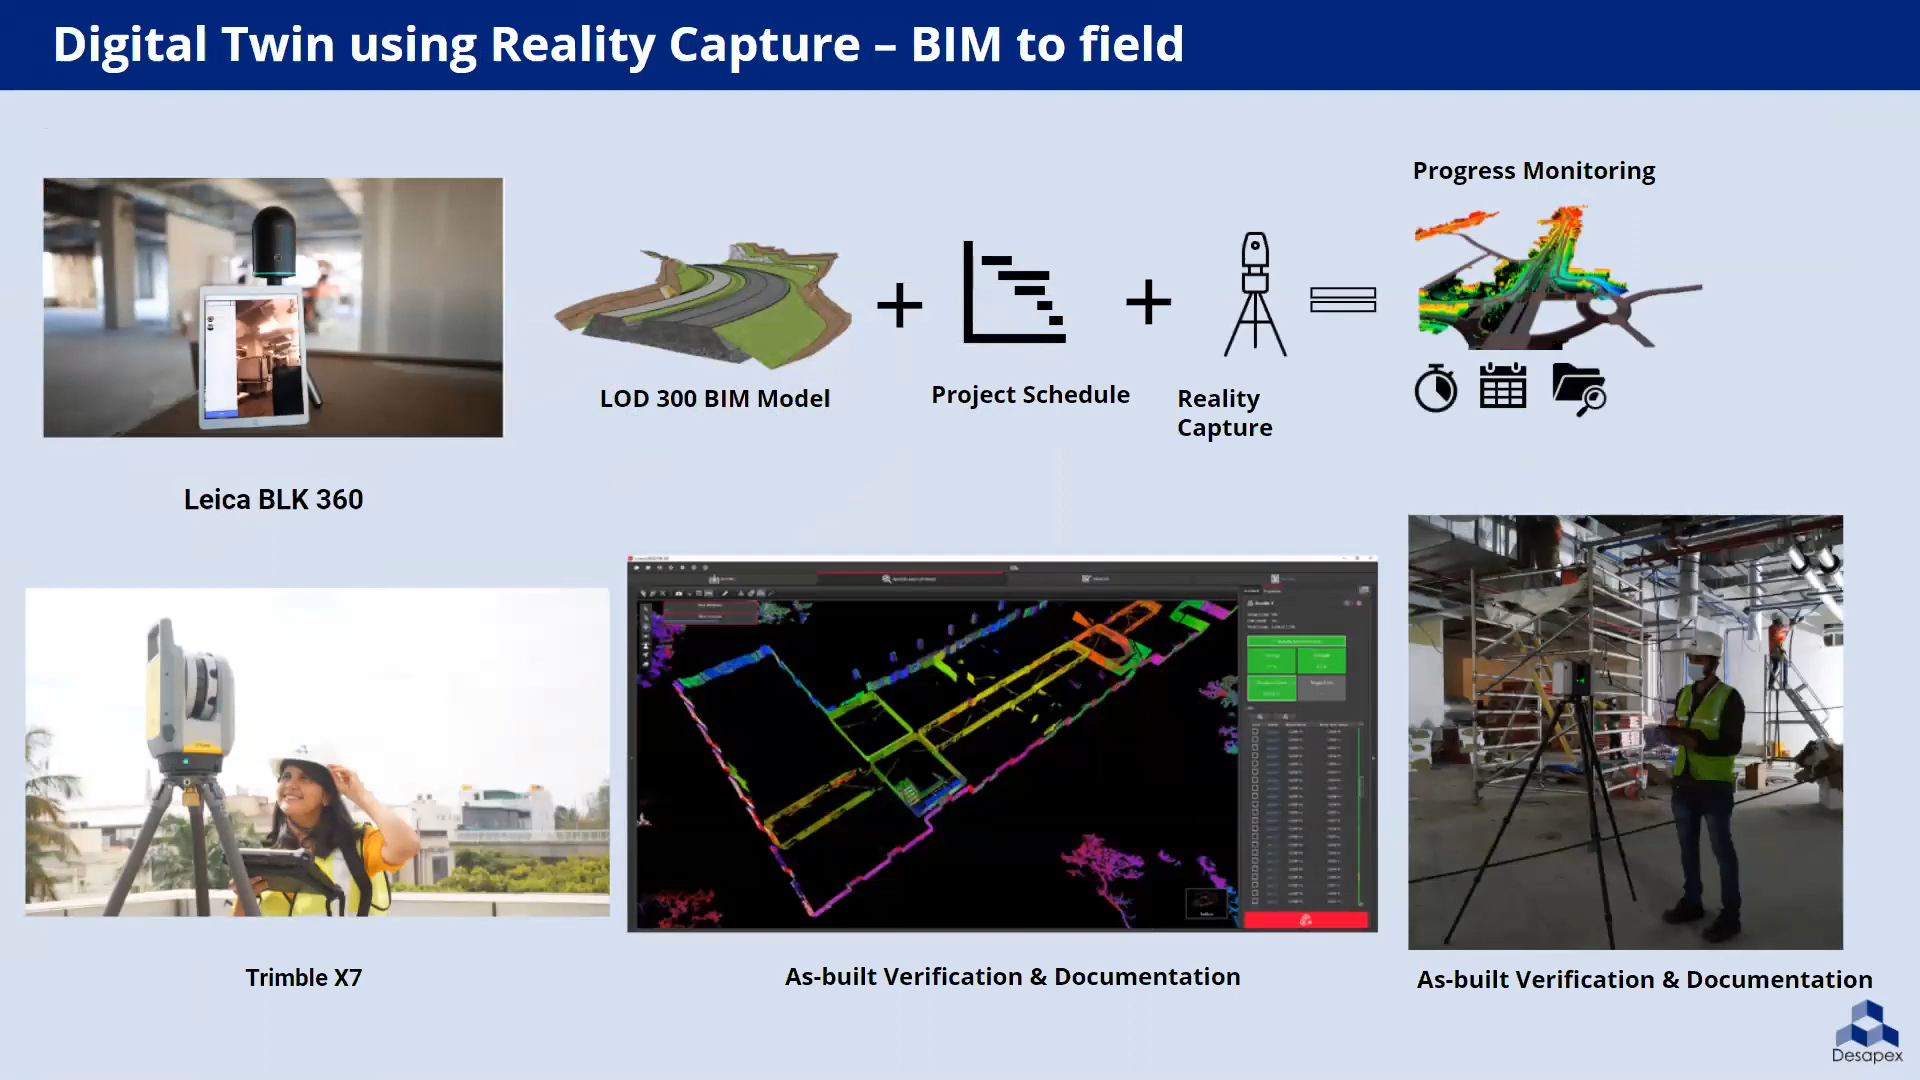 Digital Twin using Reality Capture – BIM to field
Progress Monitoring
LOD 300 BIM Model
Project Schedule
Reality
Capture
Leica BLK 360
Trimble X7
As-built Verification & Documentation
As-built Verification & Documentation
Desapex